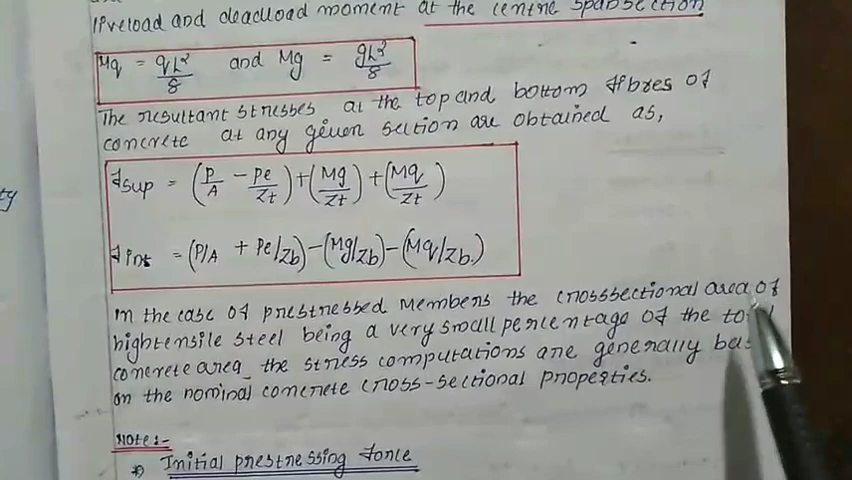 liveload and deadload moment at the centre span section
Mq = qL²/8 and Mg = gL²/8
The resultant stresses at the top and bottom fibres of
concrete at any given section are obtained as,
fsup = (P/A - Pe/Zt) + (Mg/Zt) + (Mq/Zt)
finf = (P/A + Pe/Zb) - (Mg/Zb) - (Mq/Zb.)
In the case of prestressed members the crosssectional area of
hightensile steel being a very small percentage of the
concrete area, the stress computations are generally
on the nominal concrete cross-sectional properties.
Note:-
*) Initial prestressing force